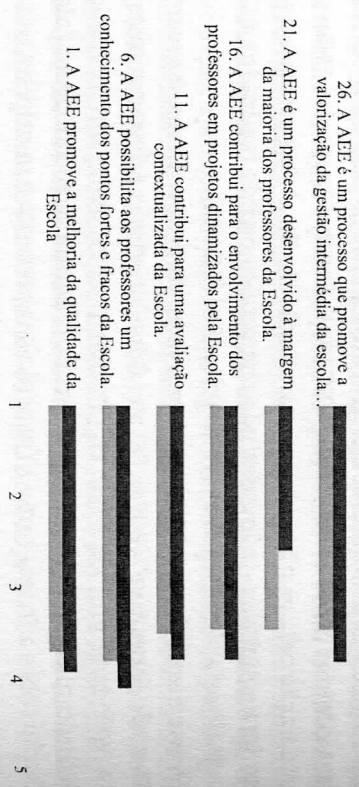 26. A AEE é um processo que promove a
valorização da gestão intermédia da escola…
21. A AEE é um processo desenvolvido à margem
da maioria dos professores da Escola.
16. A AEE contribui para o envolvimento dos
professores em projetos dinamizados pela Escola.
11. A AEE contribui para uma avaliação
contextualizada da Escola.
6. A AEE possibilita aos professores um
conhecimento dos pontos fortes e fracos da Escola.
1. A AEE promove a melhoria da qualidade da
Escola
1 2 3 4 5